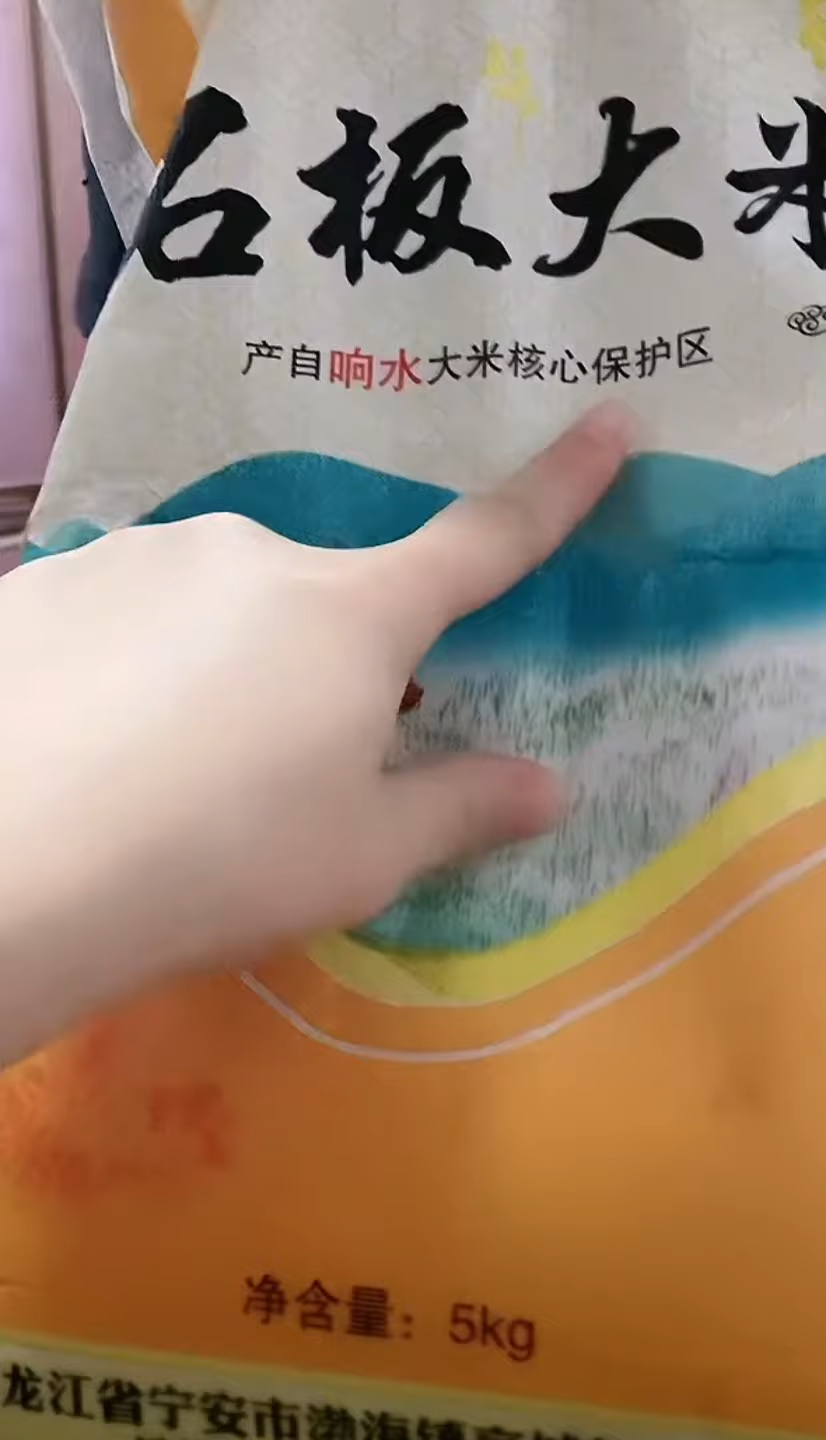 石板大米
产自响水大米核心保护区
净含量：5kg
龙江省宁安市渤海镇